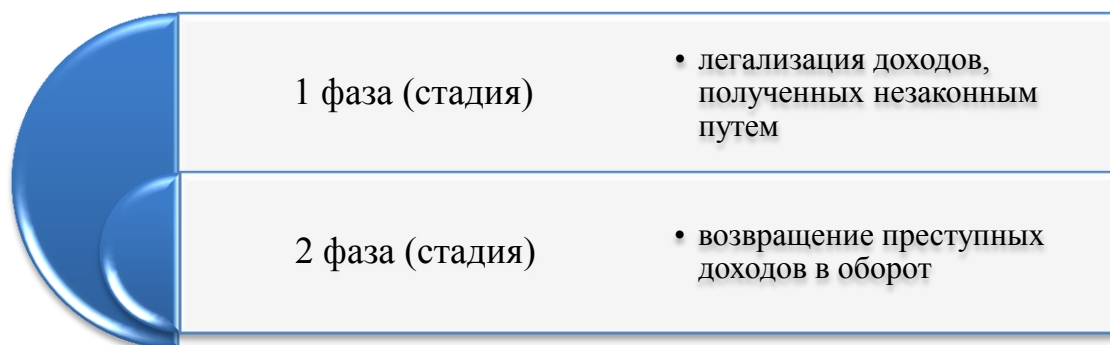 1 фаза (стадия)
• легализация доходов,
полученных незаконным
путем
2 фаза (стадия)
• возвращение преступных
доходов в оборот